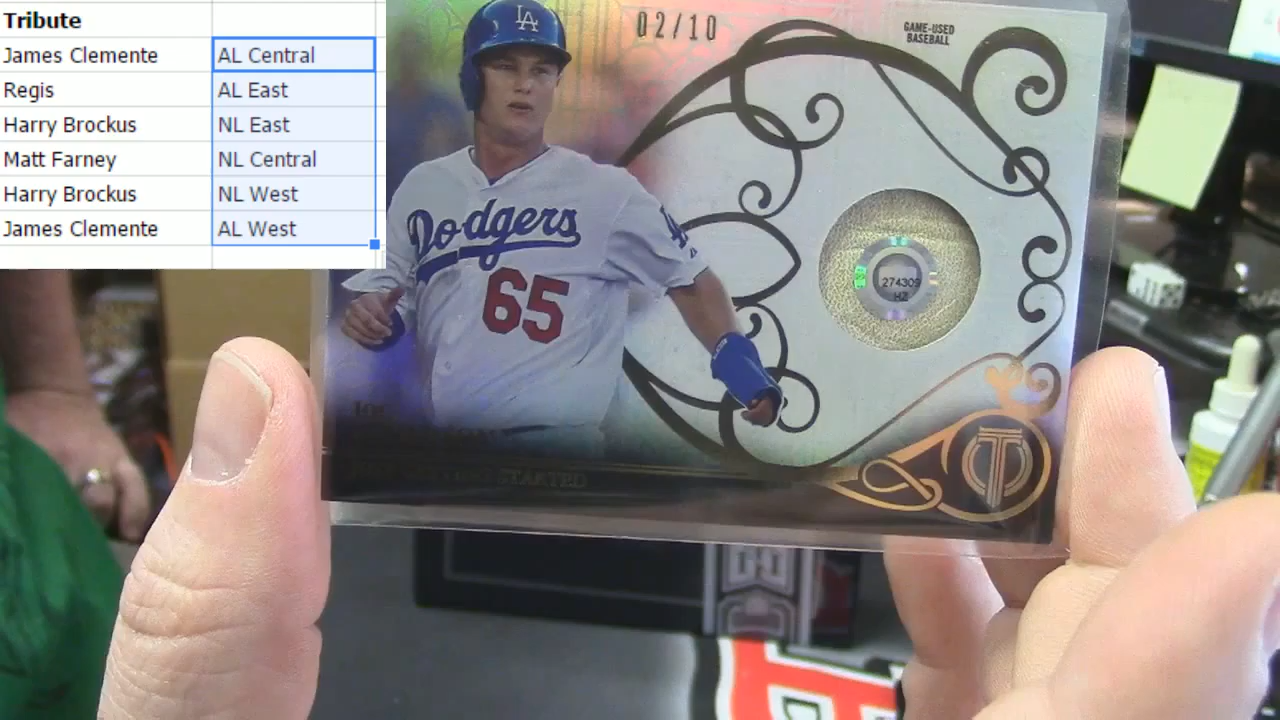 Tribute
James Clemente AL Central
Regis AL East
Harry Brockus NL East
Matt Farney NL Central
Harry Brockus NL West
James Clemente AL West
02/10
GAME-USED
BASEBALL
LA
Dodgers
65
LA
274309
HZ
STARTED